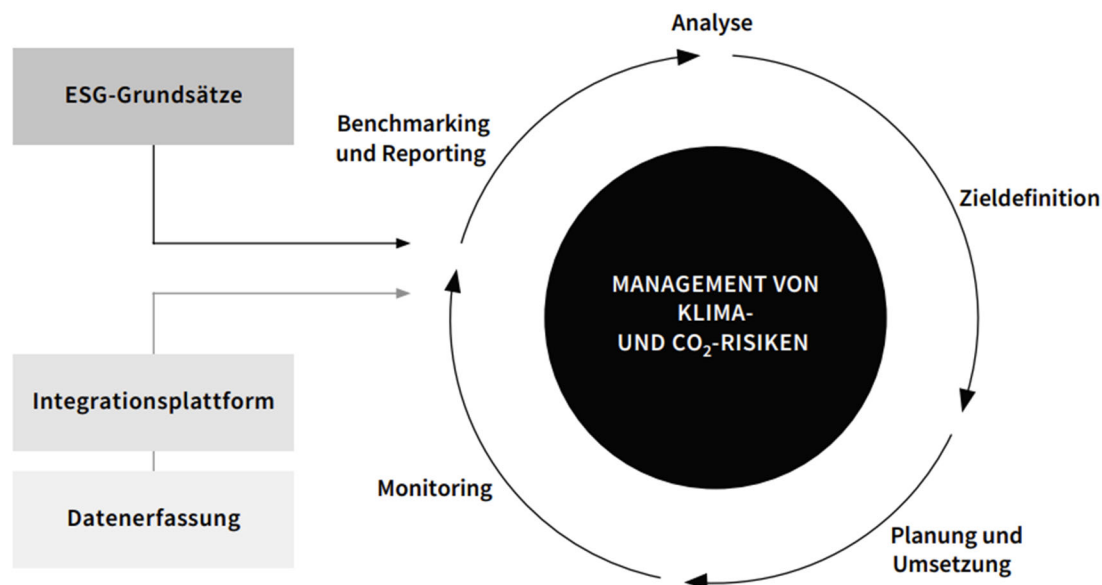 Analyse
ESG-Grundsätze
Benchmarking
und Reporting
Zieldefinition
MANAGEMENT VON
KLIMA-
UND CO₂-RISIKEN
Integrationsplattform
Monitoring
Datenerfassung
Planung und
Umsetzung